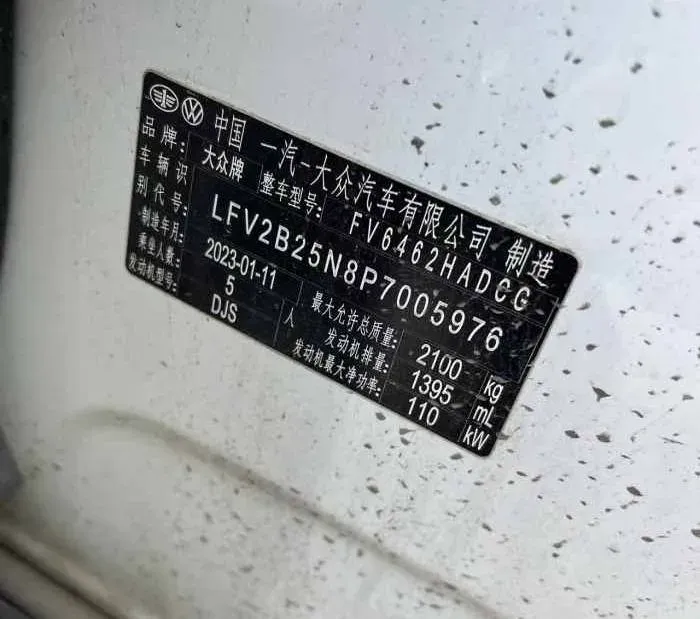 中国 一汽-大众汽车有限公司 制造
品牌: 大众牌 整车型号: FV6462HADCG
车辆识别代号: LFV2B25N8P7005976
制造年月: 2023-01-11 最大允许总质量: 2100 kg
乘坐人数: 5 人 发动机排量: 1395 mL
发动机型号: DJS 发动机最大净功率: 110 kW